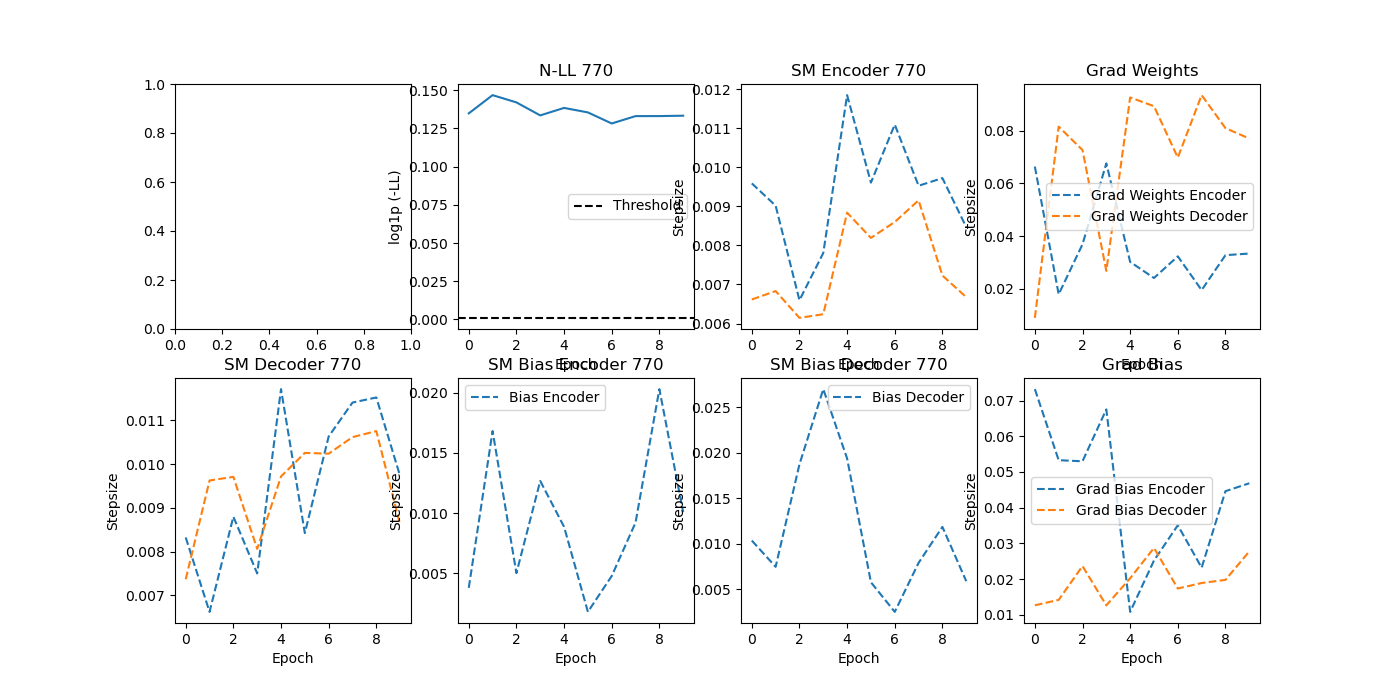 N-LL 770
SM Encoder 770
Grad Weights
1.0
0.8
0.6
0.4
0.2
0.0
0.0 0.2 0.4 0.6 0.8 1.0
log1p (-LL)
0.150
0.125
0.100
0.075
0.050
0.025
0.000
Threshold
0 2 4 6 8
Epoch
Stepsize
0.012
0.011
0.010
0.009
0.008
0.007
0.006
0 2 4 6 8
Epoch
Stepsize
0.08
0.06
0.04
0.02
Grad Weights Encoder
Grad Weights Decoder
0 2 4 6 8
Epoch
SM Decoder 770
SM Bias Encoder 770
SM Bias Decoder 770
Grad Bias
Stepsize
0.011
0.010
0.009
0.008
0.007
0 2 4 6 8
Epoch
Stepsize
0.020
0.015
0.010
0.005
Bias Encoder
0 2 4 6 8
Epoch
Stepsize
0.025
0.020
0.015
0.010
0.005
Bias Decoder
0 2 4 6 8
Epoch
Stepsize
0.07
0.06
0.05
0.04
0.03
0.02
0.01
Grad Bias Encoder
Grad Bias Decoder
0 2 4 6 8
Epoch